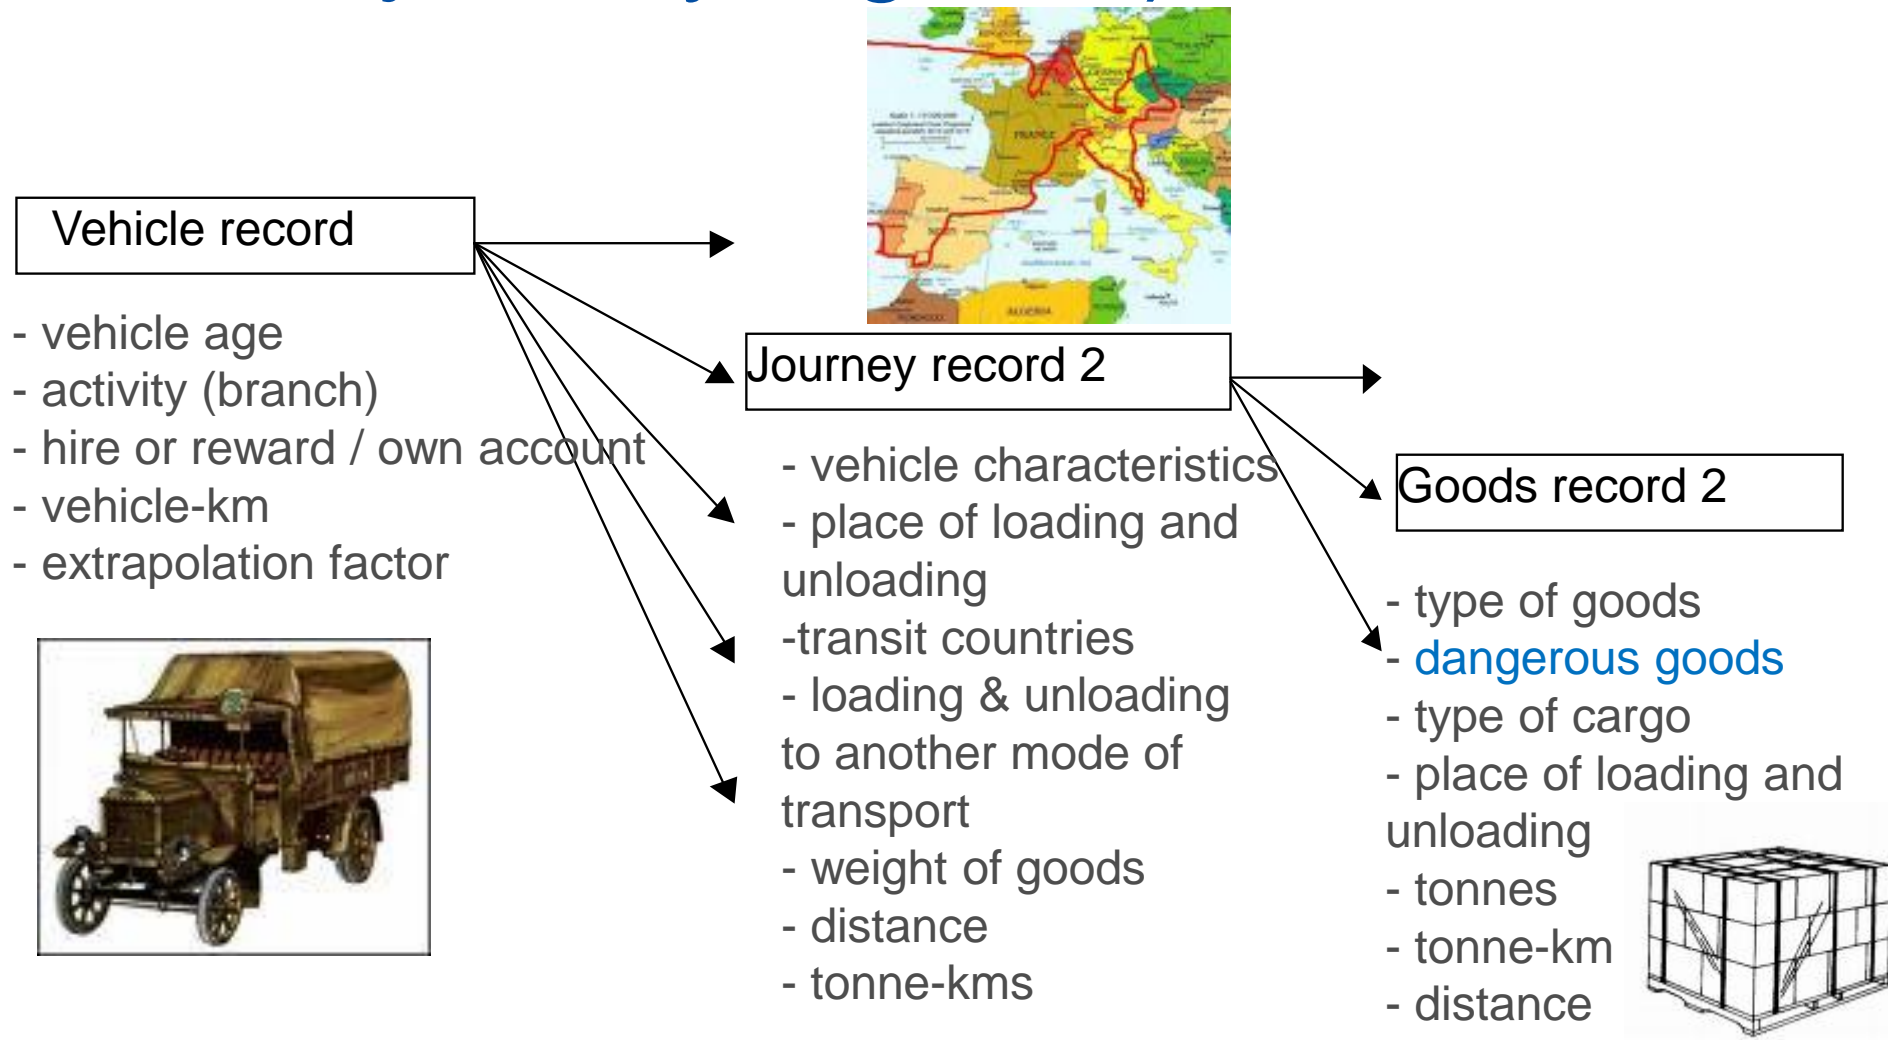 Vehicle record
- vehicle age
- activity (branch)
- hire or reward / own account
- vehicle-km
- extrapolation factor
FRANCE
ALGERIA
Journey record 2
- vehicle characteristics
- place of loading and
unloading
-transit countries
- loading & unloading
to another mode of
transport
- weight of goods
- distance
- tonne-kms
Goods record 2
- type of goods
- dangerous goods
- type of cargo
- place of loading and
unloading
- tonnes
- tonne-km
- distance